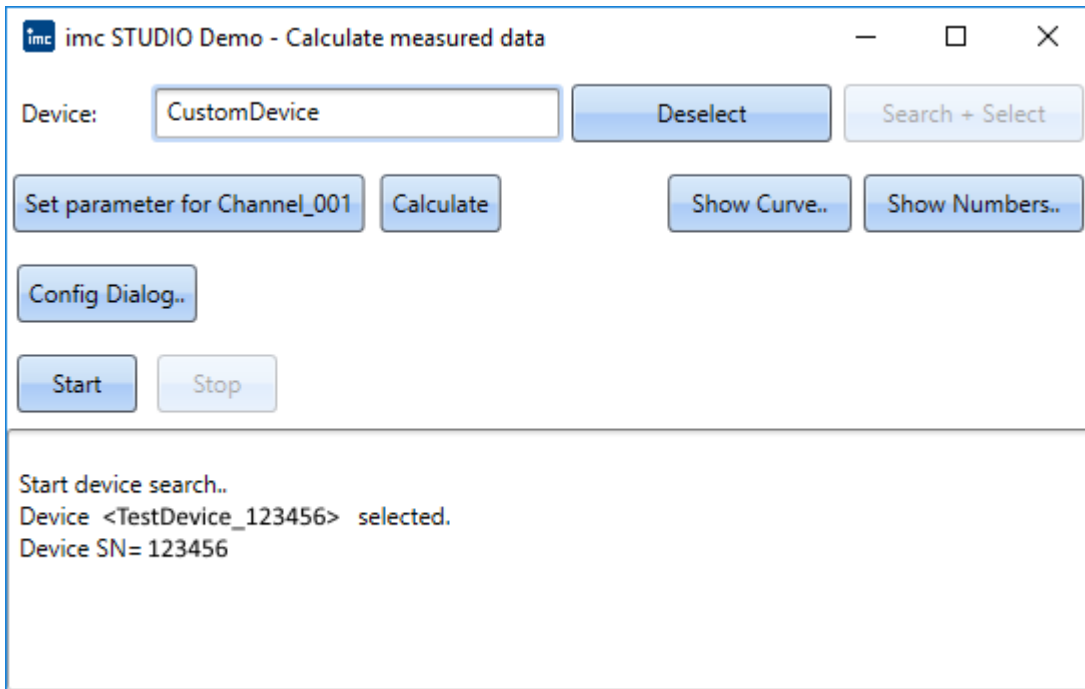 imc imc STUDIO Demo - Calculate measured data
Device: CustomDevice Deselect Search + Select
Set parameter for Channel_001 Calculate Show Curve.. Show Numbers..
Config Dialog..
Start Stop
Start device search..
Device <TestDevice_123456> selected.
Device SN= 123456